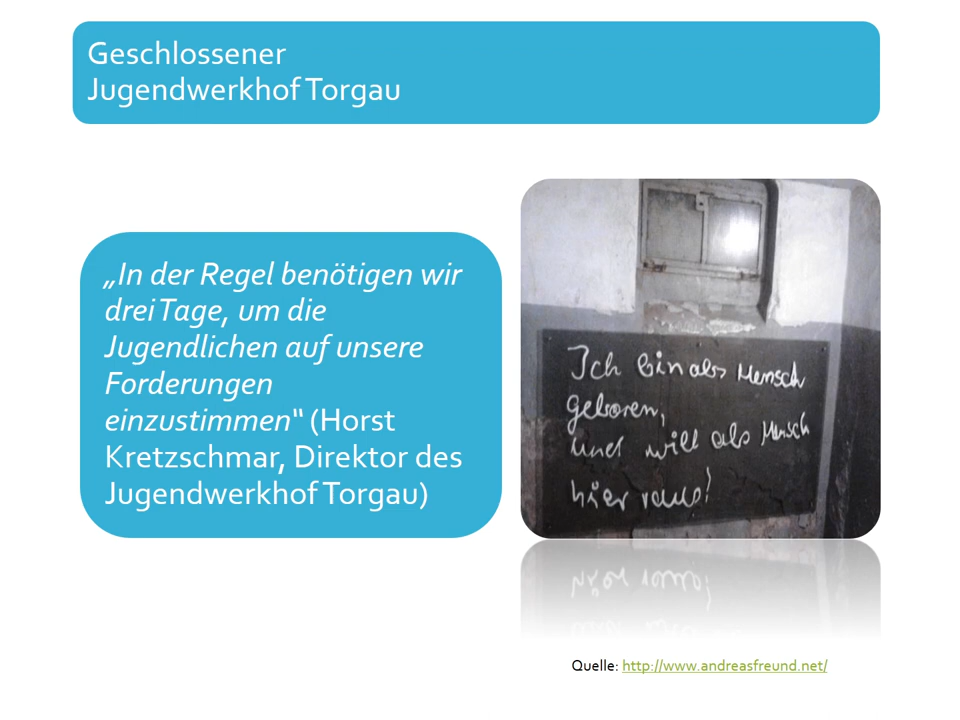 Geschlossener
Jugendwerkhof Torgau
„In der Regel benötigen wir
drei Tage, um die
Jugendlichen auf unsere
Forderungen
einzustimmen“ (Horst
Kretzschmar, Direktor des
Jugendwerkhof Torgau)
Ich bin als Mensch
geboren,
und will als Mensch
hier raus!
Quelle: http://www.andreasfreund.net/